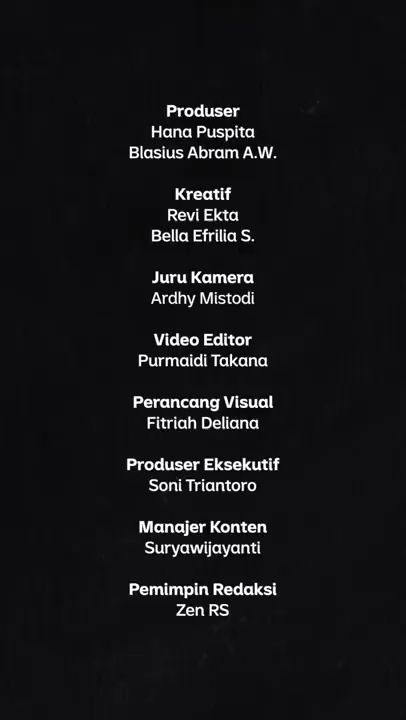 Produser
Hana Puspita
Blasius Abram A.W.
Kreatif
Revi Ekta
Bella Efrilia S.
Juru Kamera
Ardhy Mistodi
Video Editor
Purmaidi Takana
Perancang Visual
Fitriah Deliana
Produser Eksekutif
Soni Triantoro
Manajer Konten
Suryawijayanti
Pemimpin Redaksi
Zen RS